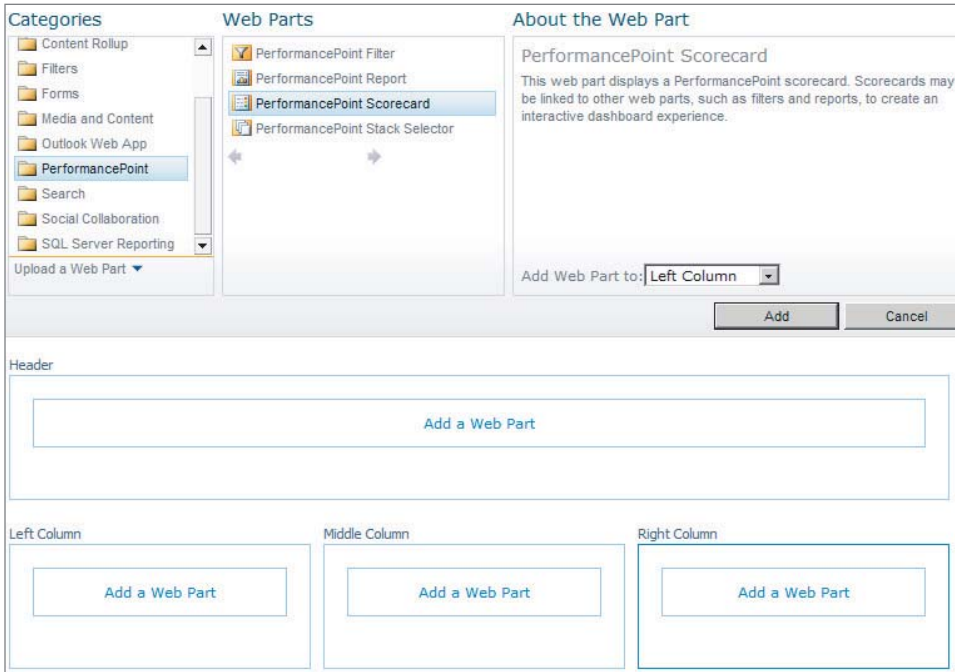 Categories
Content Rollup
Filters
Forms
Media and Content
Outlook Web App
PerformancePoint
Search
Social Collaboration
SQL Server Reporting
Upload a Web Part
Web Parts
PerformancePoint Filter
PerformancePoint Report
PerformancePoint Scorecard
PerformancePoint Stack Selector
About the Web Part
PerformancePoint Scorecard
This web part displays a PerformancePoint scorecard. Scorecards may
be linked to other web parts, such as filters and reports, to create an
interactive dashboard experience.
Add Web Part to: Left Column
Add
Cancel
Header
Add a Web Part
Left Column
Add a Web Part
Middle Column
Add a Web Part
Right Column
Add a Web Part